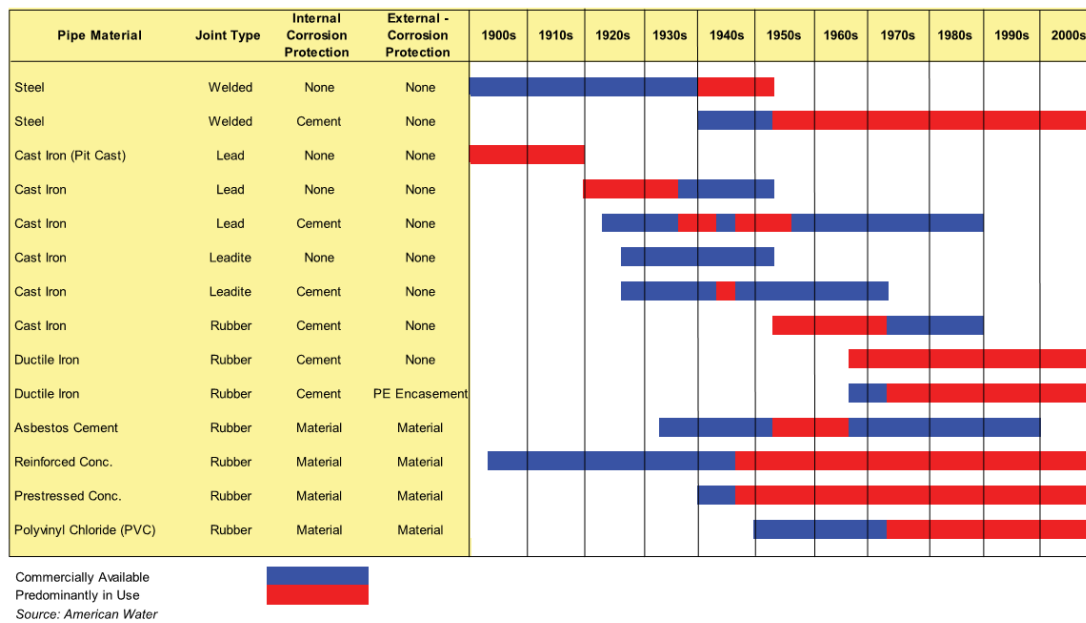 Pipe Material Joint Type Internal Corrosion Protection External - Corrosion Protection 1900s 1910s 1920s 1930s 1940s 1950s 1960s 1970s 1980s 1990s 2000s
Steel Welded None None
Steel Welded Cement None
Cast Iron (Pit Cast) Lead None None
Cast Iron Lead None None
Cast Iron Lead Cement None
Cast Iron Leadite None None
Cast Iron Leadite Cement None
Cast Iron Rubber Cement None
Ductile Iron Rubber Cement None
Ductile Iron Rubber Cement PE Encasement
Asbestos Cement Rubber Material Material
Reinforced Conc. Rubber Material Material
Prestressed Conc. Rubber Material Material
Polyvinyl Chloride (PVC) Rubber Material Material
Commercially Available
Predominantly in Use
Source: American Water